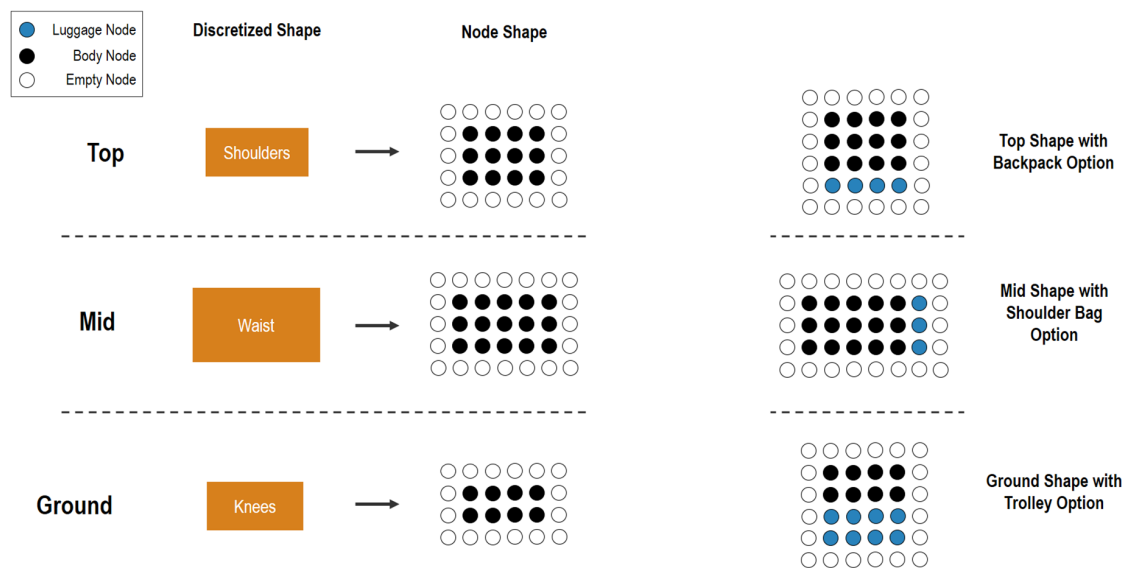 Luggage Node
Body Node
Empty Node
Discretized Shape
Node Shape
Top
Shoulders
Top Shape with
Backpack Option
Mid
Waist
Mid Shape with
Shoulder Bag
Option
Ground
Knees
Ground Shape with
Trolley Option